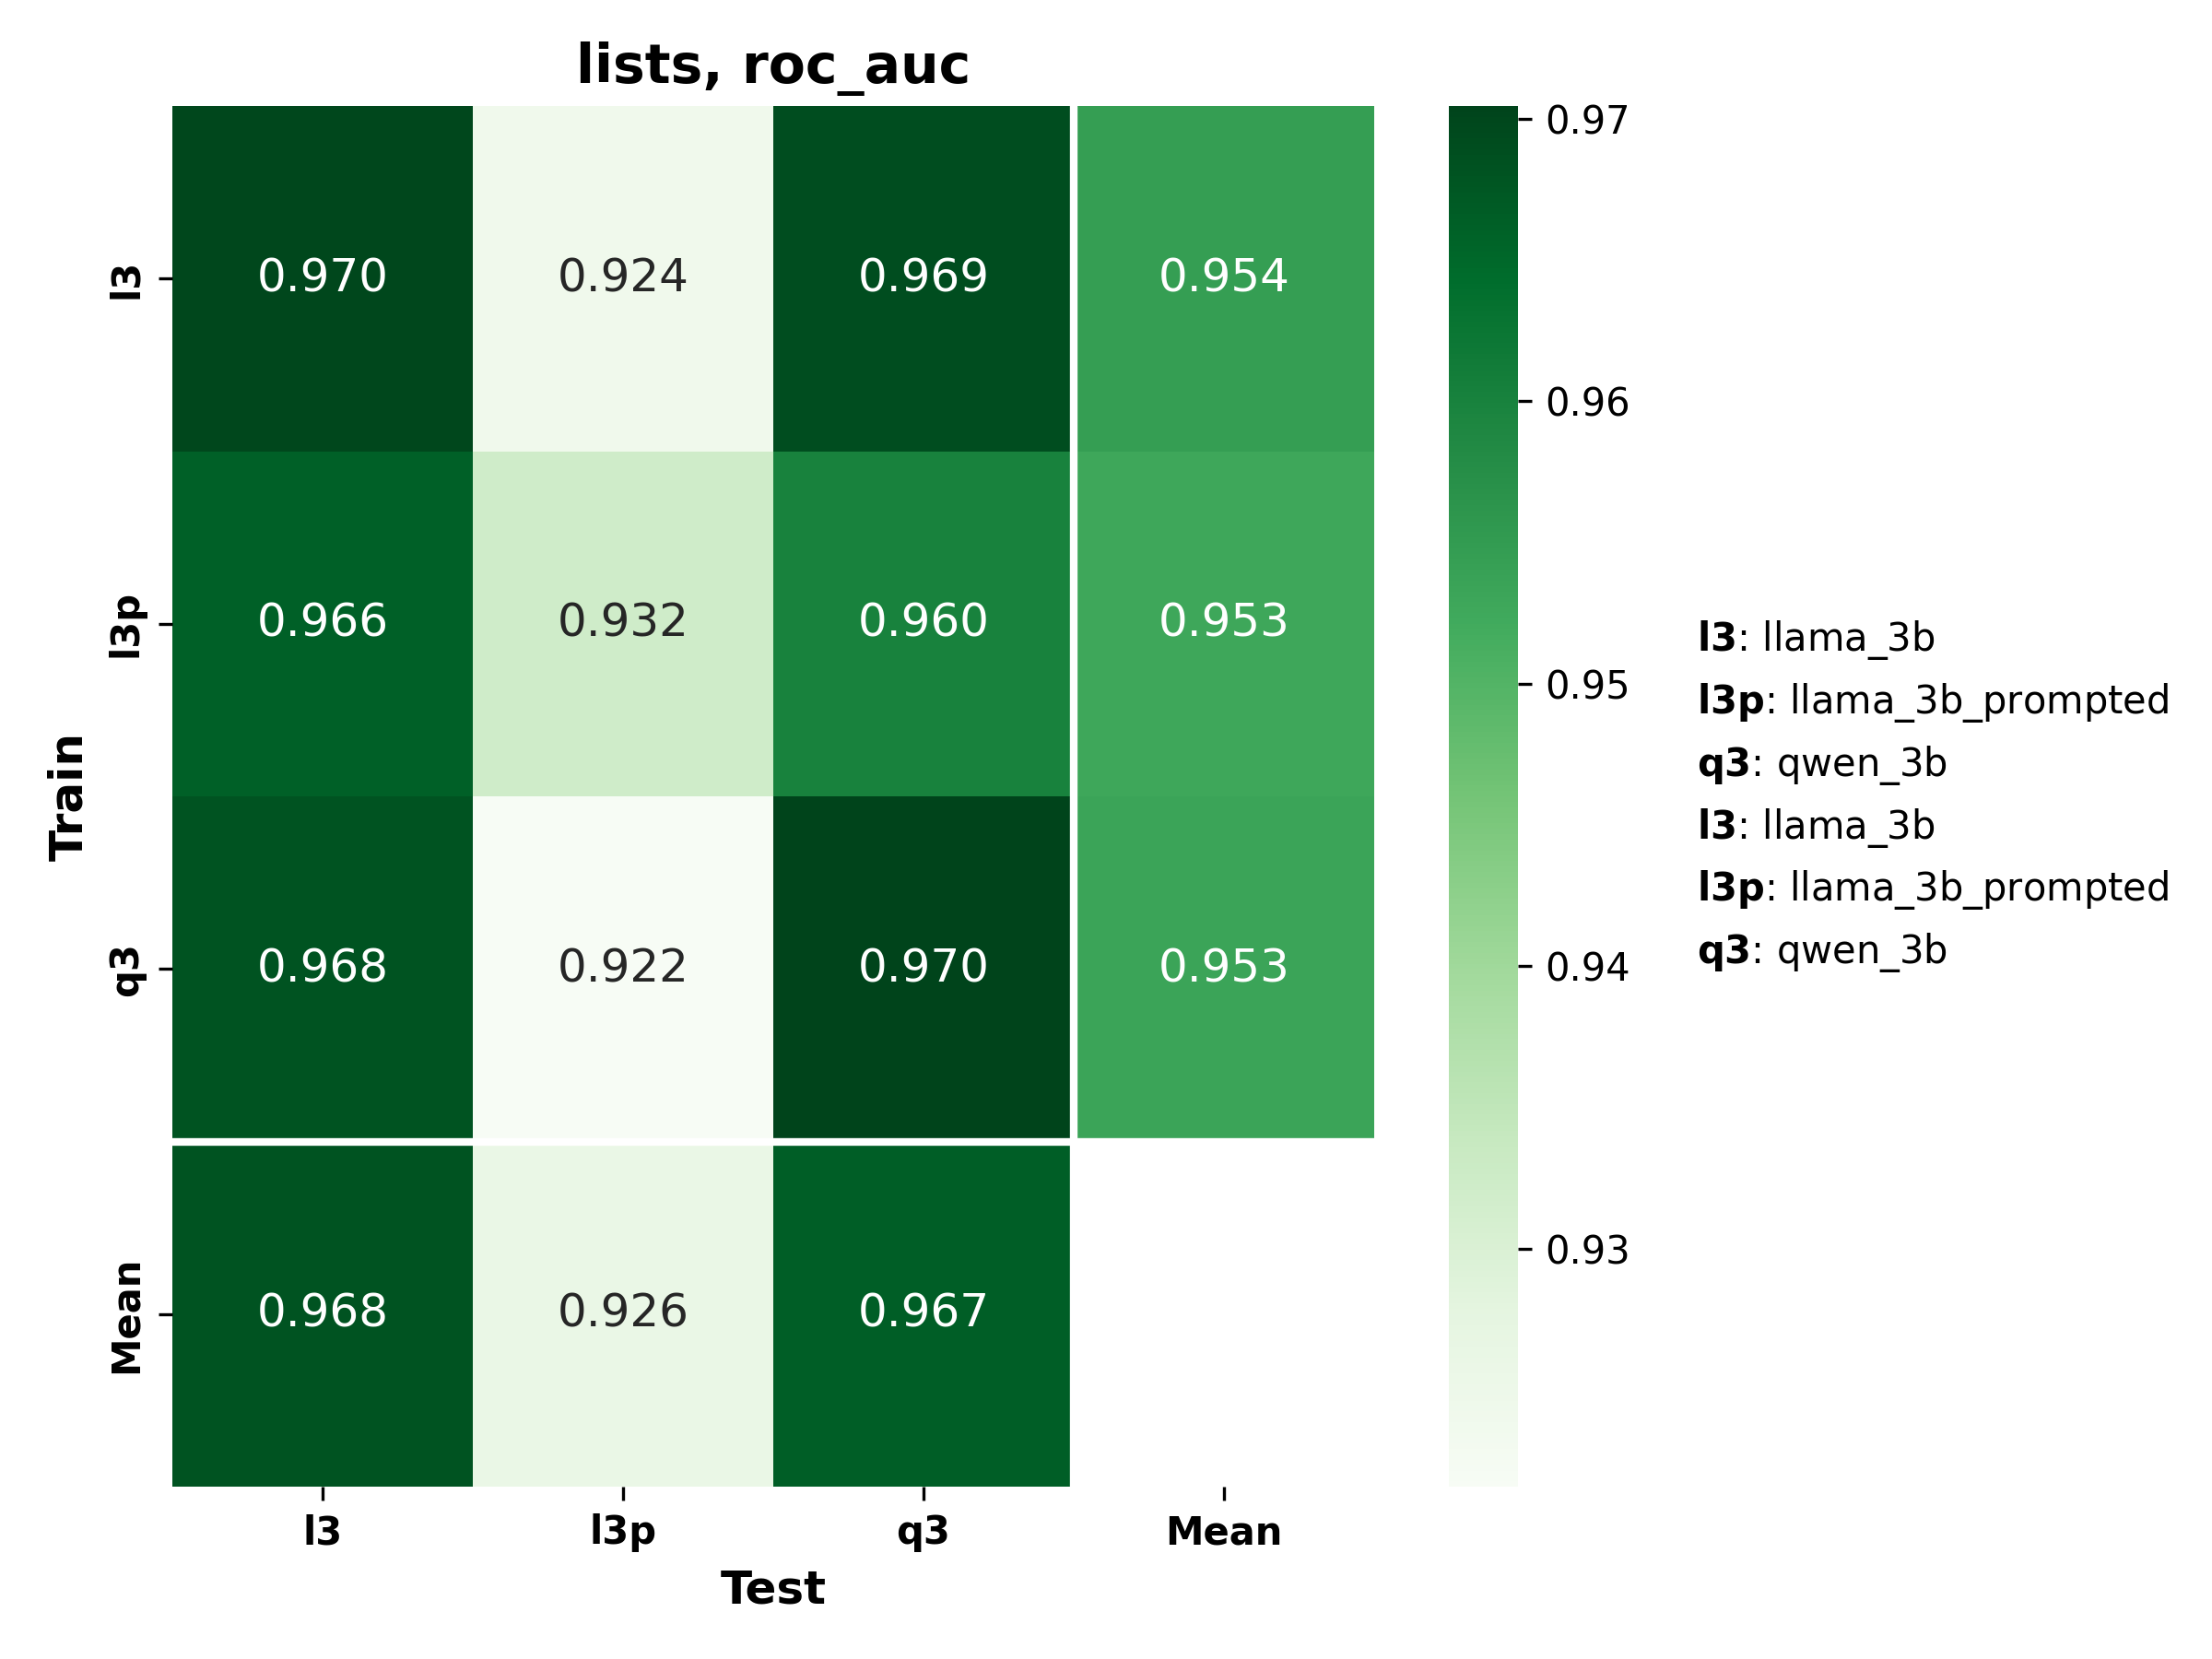 lists, roc_auc
l3
0.970
0.924
0.969
0.954
l3p
0.966
0.932
0.960
0.953
q3
0.968
0.922
0.970
0.953
Mean
0.968
0.926
0.967
Train
l3
l3p
q3
Mean
Test
0.97
0.96
0.95
0.94
0.93
l3: llama_3b
l3p: llama_3b_prompted
q3: qwen_3b
l3: llama_3b
l3p: llama_3b_prompted
q3: qwen_3b